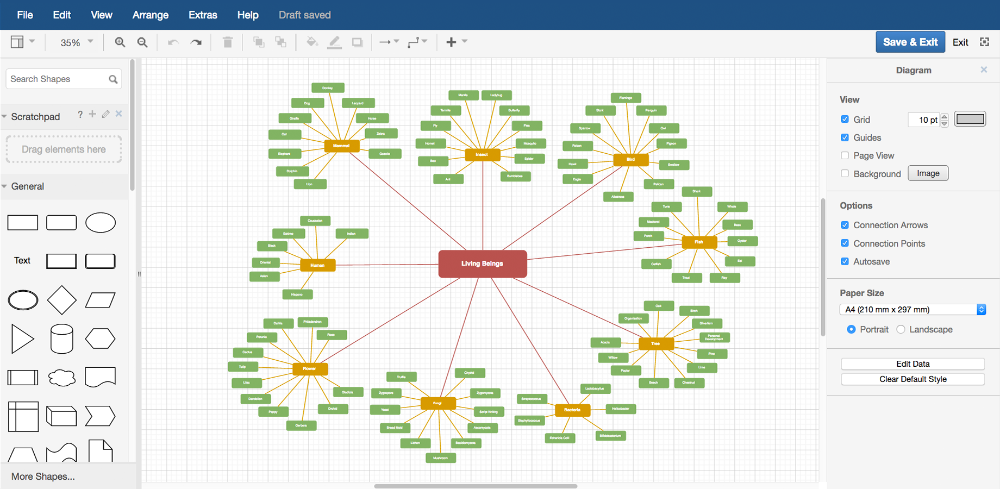 File Edit View Arrange Extras Help Draft saved
35%
Save & Exit Exit
Search Shapes
Scratchpad ?
Drag elements here
General
Text
More Shapes...
Living Beings
Mammal
Donkey
Dog
Leopard
Giraffe
Horse
Cat
Zebra
Elephant
Gazelle
Dolphin
Lion
Insect
Mantis
Ladybug
Termite
Butterfly
Fly
Flea
Hornet
Mosquito
Bee
Spider
Ant
Bumblebee
Bird
Flamingo
Stork
Penguin
Sparrow
Owl
Falcon
Pigeon
Hawk
Swallow
Eagle
Pelican
Albatross
Fish
Shark
Tuna
Whale
Mackerel
Bass
Perch
Oyster
Catfish
Eel
Trout
Ray
Human
Caucasian
Eskimo
Indian
Black
Oriental
Asian
Hispano
Flower
Dahlia
Philadendron
Rose
Petunia
Cactus
Tulip
Lilac
Gladiola
Dandelion
Orchid
Poppy
Gerbera
Fungi
Truffle
Chytrid
Zygospore
Zygomycota
Yeast
Script Writing
Bread Mold
Ascomycota
Lichen
Basidiomycota
Mushroom
Bacteria
Lactobacyllus
Streptococcus
Helicobacter
Staphylococcus
Bifidobacterium
Echericia Coli
Tree
Oak
Birch
Organisation
Silverfern
Personal
Development
Acacia
Pine
Willow
Lime
Poplar
Beech
Chestnut
Diagram
View
Grid 10 pt
Guides
Page View
Background Image
Options
Connection Arrows
Connection Points
Autosave
Paper Size
A4 (210 mm x 297 mm)
Portrait Landscape
Edit Data
Clear Default Style